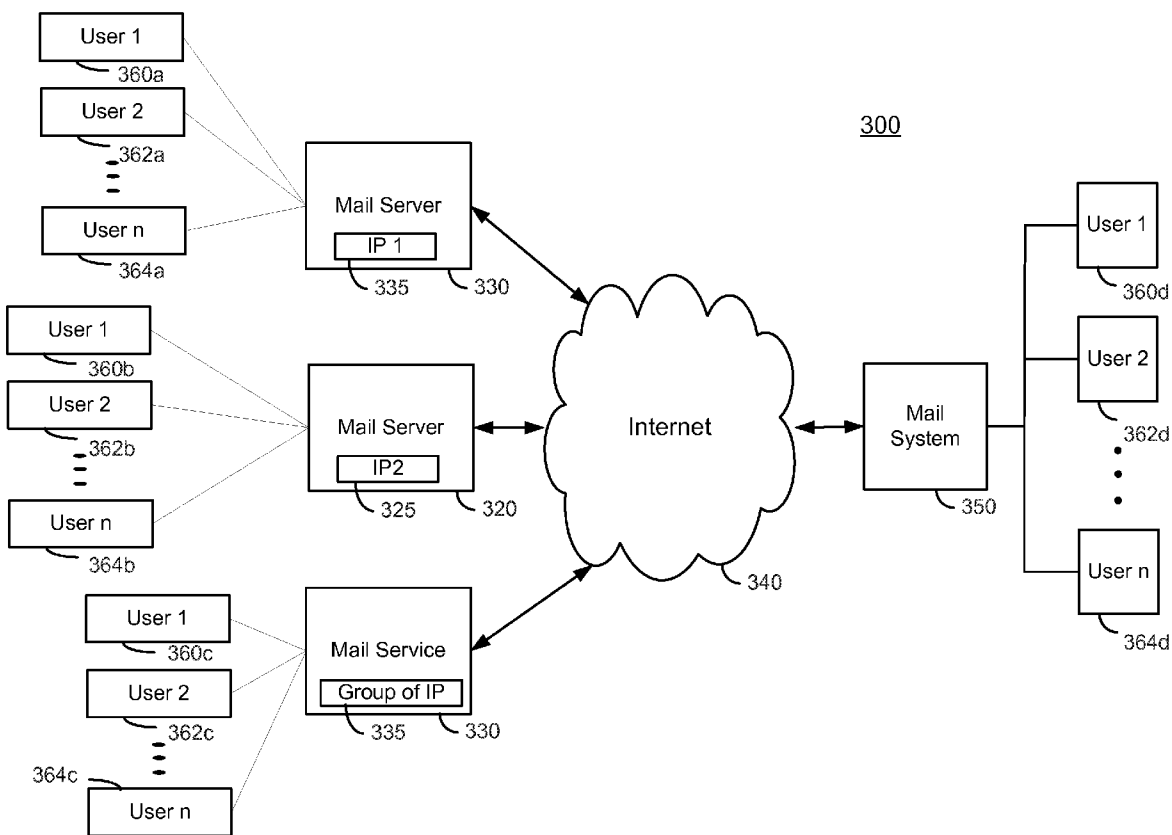 User 1
360a
User 2
362a
User n
364a
Mail Server
IP 1
335
330
User 1
360b
User 2
362b
User n
364b
Mail Server
IP2
325
320
User 1
360c
User 2
362c
364c
User n
Mail Service
Group of IP
335
330
Internet
340
300
Mail
System
350
User 1
360d
User 2
362d
User n
364d